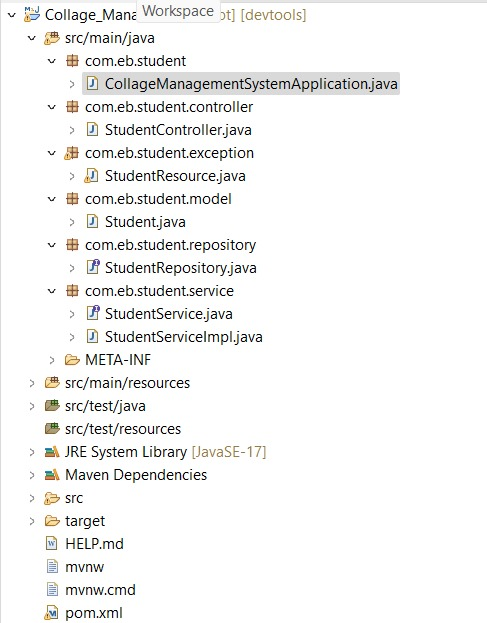 Workspace
Collage_Mana ot] [devtools]
src/main/java
com.eb.student
CollageManagementSystemApplication.java
com.eb.student.controller
StudentController.java
com.eb.student.exception
StudentResource.java
com.eb.student.model
Student.java
com.eb.student.repository
StudentRepository.java
com.eb.student.service
StudentService.java
StudentServiceImpl.java
META-INF
src/main/resources
src/test/java
src/test/resources
JRE System Library [JavaSE-17]
Maven Dependencies
src
target
HELP.md
mvnw
mvnw.cmd
pom.xml